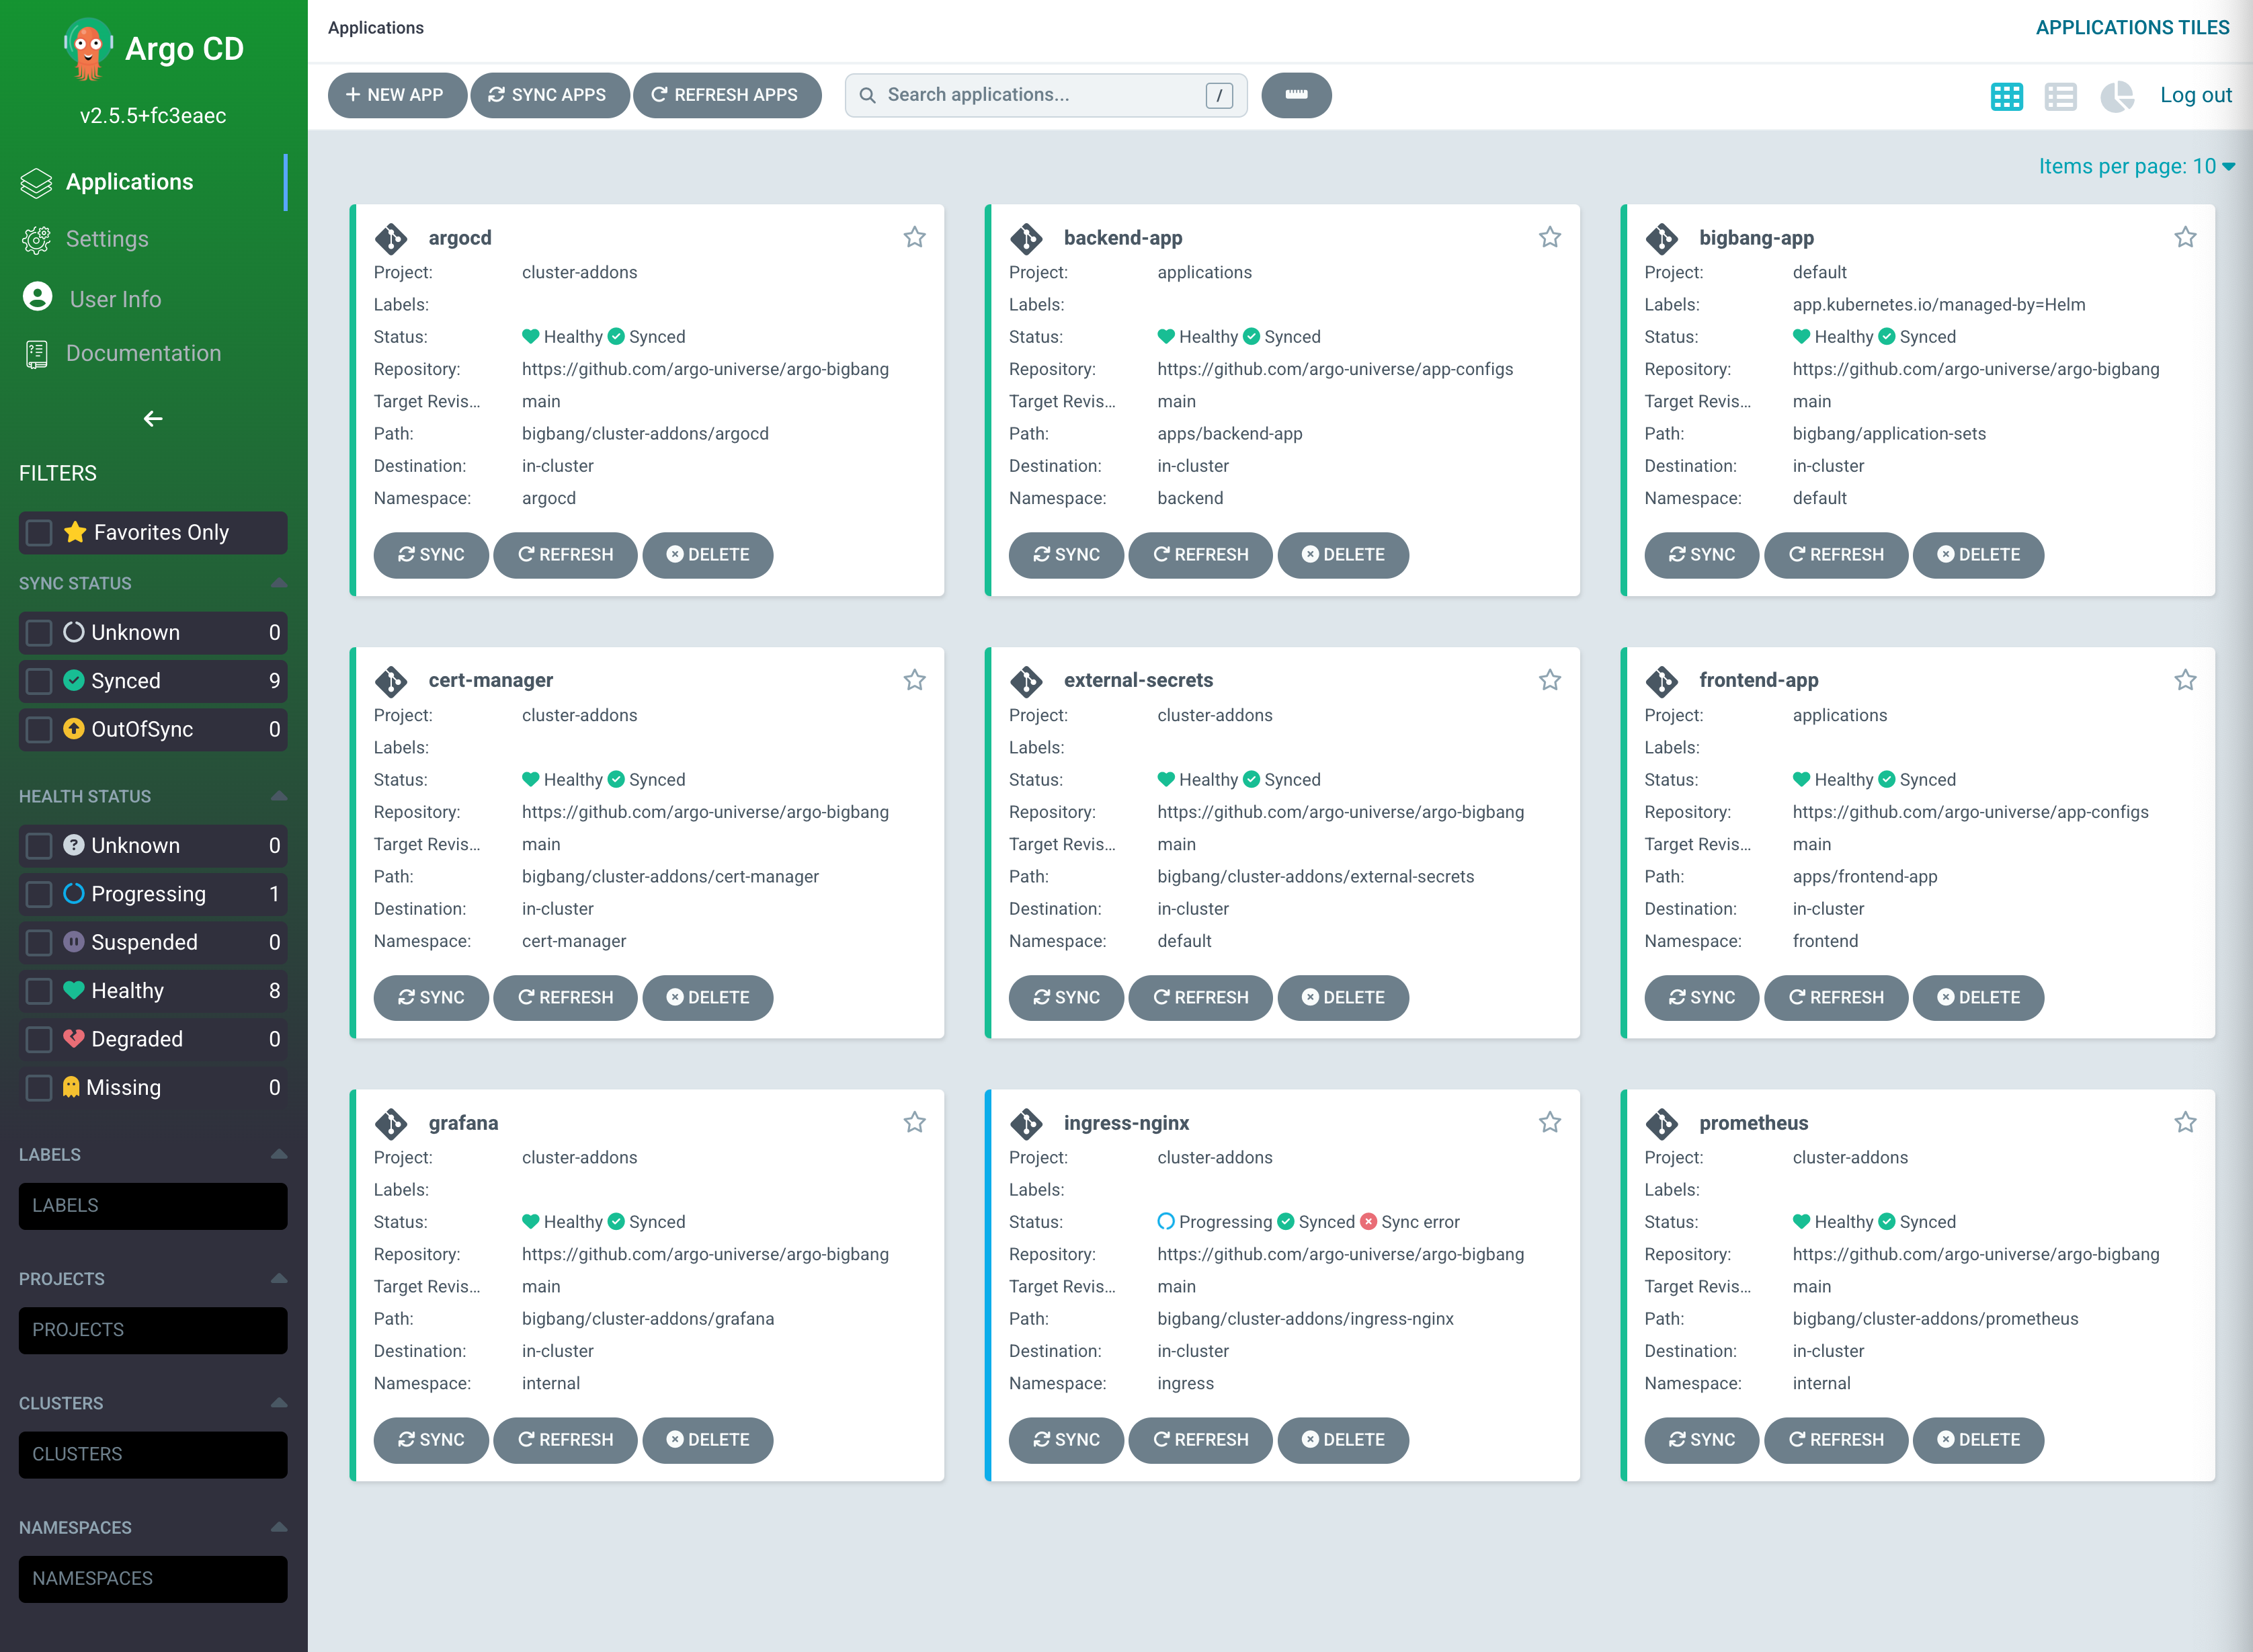 Argo CD
v2.5.5+fc3eaec
Applications
Settings
User Info
Documentation
FILTERS
Favorites Only
SYNC STATUS
Unknown 0
Synced 9
OutOfSync 0
HEALTH STATUS
Unknown 0
Progressing 1
Suspended 0
Healthy 8
Degraded 0
Missing 0
LABELS
LABELS
PROJECTS
PROJECTS
CLUSTERS
CLUSTERS
NAMESPACES
NAMESPACES
Applications
APPLICATIONS TILES
+ NEW APP SYNC APPS REFRESH APPS Search applications... / Log out
Items per page: 10
argocd
Project: cluster-addons
Labels:
Status: Healthy Synced
Repository: https://github.com/argo-universe/argo-bigbang
Target Revis... main
Path: bigbang/cluster-addons/argocd
Destination: in-cluster
Namespace: argocd
SYNC REFRESH DELETE
backend-app
Project: applications
Labels:
Status: Healthy Synced
Repository: https://github.com/argo-universe/app-configs
Target Revis... main
Path: apps/backend-app
Destination: in-cluster
Namespace: backend
SYNC REFRESH DELETE
bigbang-app
Project: default
Labels: app.kubernetes.io/managed-by=Helm
Status: Healthy Synced
Repository: https://github.com/argo-universe/argo-bigbang
Target Revis... main
Path: bigbang/application-sets
Destination: in-cluster
Namespace: default
SYNC REFRESH DELETE
cert-manager
Project: cluster-addons
Labels:
Status: Healthy Synced
Repository: https://github.com/argo-universe/argo-bigbang
Target Revis... main
Path: bigbang/cluster-addons/cert-manager
Destination: in-cluster
Namespace: cert-manager
SYNC REFRESH DELETE
external-secrets
Project: cluster-addons
Labels:
Status: Healthy Synced
Repository: https://github.com/argo-universe/argo-bigbang
Target Revis... main
Path: bigbang/cluster-addons/external-secrets
Destination: in-cluster
Namespace: default
SYNC REFRESH DELETE
frontend-app
Project: applications
Labels:
Status: Healthy Synced
Repository: https://github.com/argo-universe/app-configs
Target Revis... main
Path: apps/frontend-app
Destination: in-cluster
Namespace: frontend
SYNC REFRESH DELETE
grafana
Project: cluster-addons
Labels:
Status: Healthy Synced
Repository: https://github.com/argo-universe/argo-bigbang
Target Revis... main
Path: bigbang/cluster-addons/grafana
Destination: in-cluster
Namespace: internal
SYNC REFRESH DELETE
ingress-nginx
Project: cluster-addons
Labels:
Status: Progressing Synced Sync error
Repository: https://github.com/argo-universe/argo-bigbang
Target Revis... main
Path: bigbang/cluster-addons/ingress-nginx
Destination: in-cluster
Namespace: ingress
SYNC REFRESH DELETE
prometheus
Project: cluster-addons
Labels:
Status: Healthy Synced
Repository: https://github.com/argo-universe/argo-bigbang
Target Revis... main
Path: bigbang/cluster-addons/prometheus
Destination: in-cluster
Namespace: internal
SYNC REFRESH DELETE